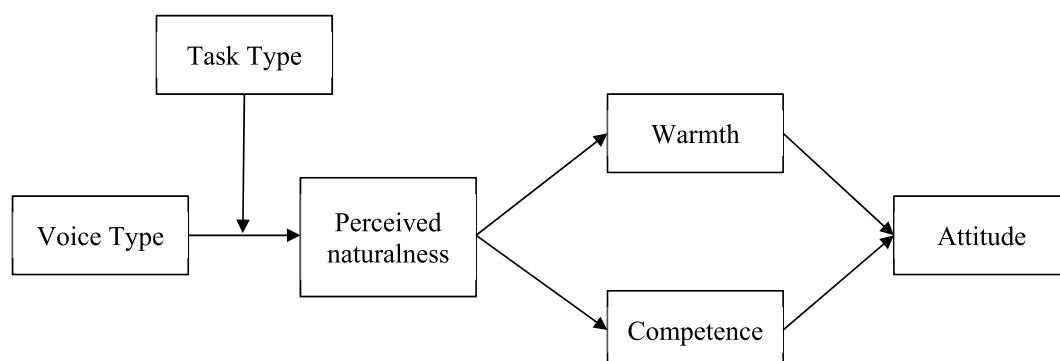 Task Type
Warmth
Voice Type
Perceived
naturalness
Attitude
Competence